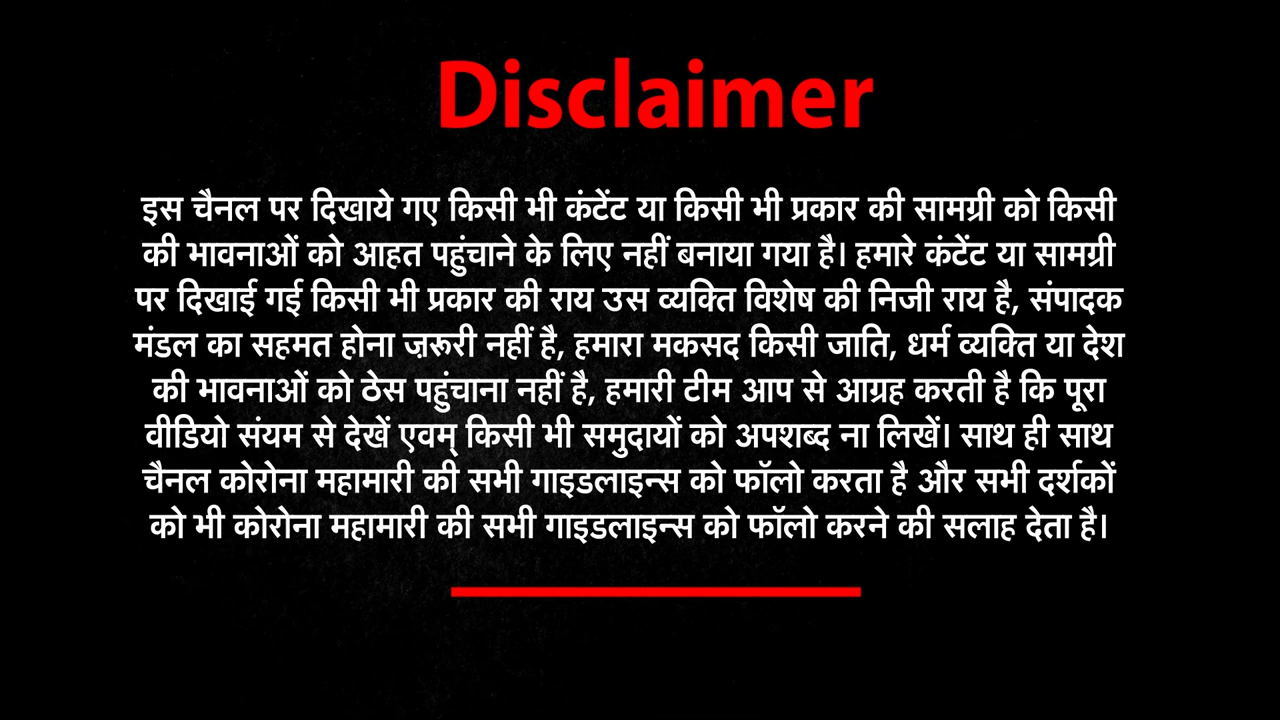 Disclaimer
इस चैनल पर दिखाये गए किसी भी कंटेंट या किसी भी प्रकार की सामग्री को किसी
की भावनाओं को आहत पहुंचाने के लिए नहीं बनाया गया है। हमारे कंटेंट या सामग्री
पर दिखाई गई किसी भी प्रकार की राय उस व्यक्ति विशेष की निजी राय है, संपादक
मंडल का सहमत होना ज़रूरी नहीं है, हमारा मकसद किसी जाति, धर्म व्यक्ति या देश
की भावनाओं को ठेस पहुंचाना नहीं है, हमारी टीम आप से आग्रह करती है कि पूरा
वीडियो संयम से देखें एवम् किसी भी समुदायों को अपशब्द ना लिखें। साथ ही साथ
चैनल कोरोना महामारी की सभी गाइडलाइन्स को फॉलो करता है और सभी दर्शकों
को भी कोरोना महामारी की सभी गाइडलाइन्स को फॉलो करने की सलाह देता है।